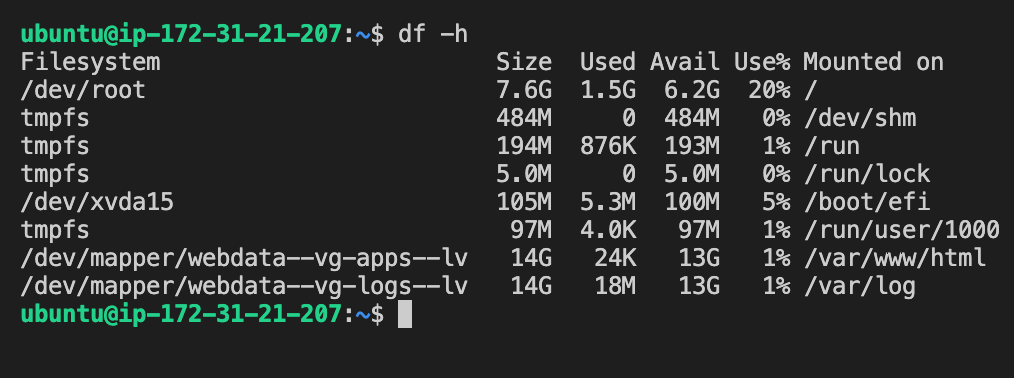 ubuntu@ip-172-31-21-207:~$ df -h
Filesystem                         Size  Used Avail Use% Mounted on
/dev/root                          7.6G  1.5G  6.2G  20% /
tmpfs                              484M     0  484M   0% /dev/shm
tmpfs                              194M  876K  193M   1% /run
tmpfs                              5.0M     0  5.0M   0% /run/lock
/dev/xvda15                        105M  5.3M  100M   5% /boot/efi
tmpfs                               97M  4.0K   97M   1% /run/user/1000
/dev/mapper/webdata--vg-apps--lv    14G   24K   13G   1% /var/www/html
/dev/mapper/webdata--vg-logs--lv    14G   18M   13G   1% /var/log
ubuntu@ip-172-31-21-207:~$